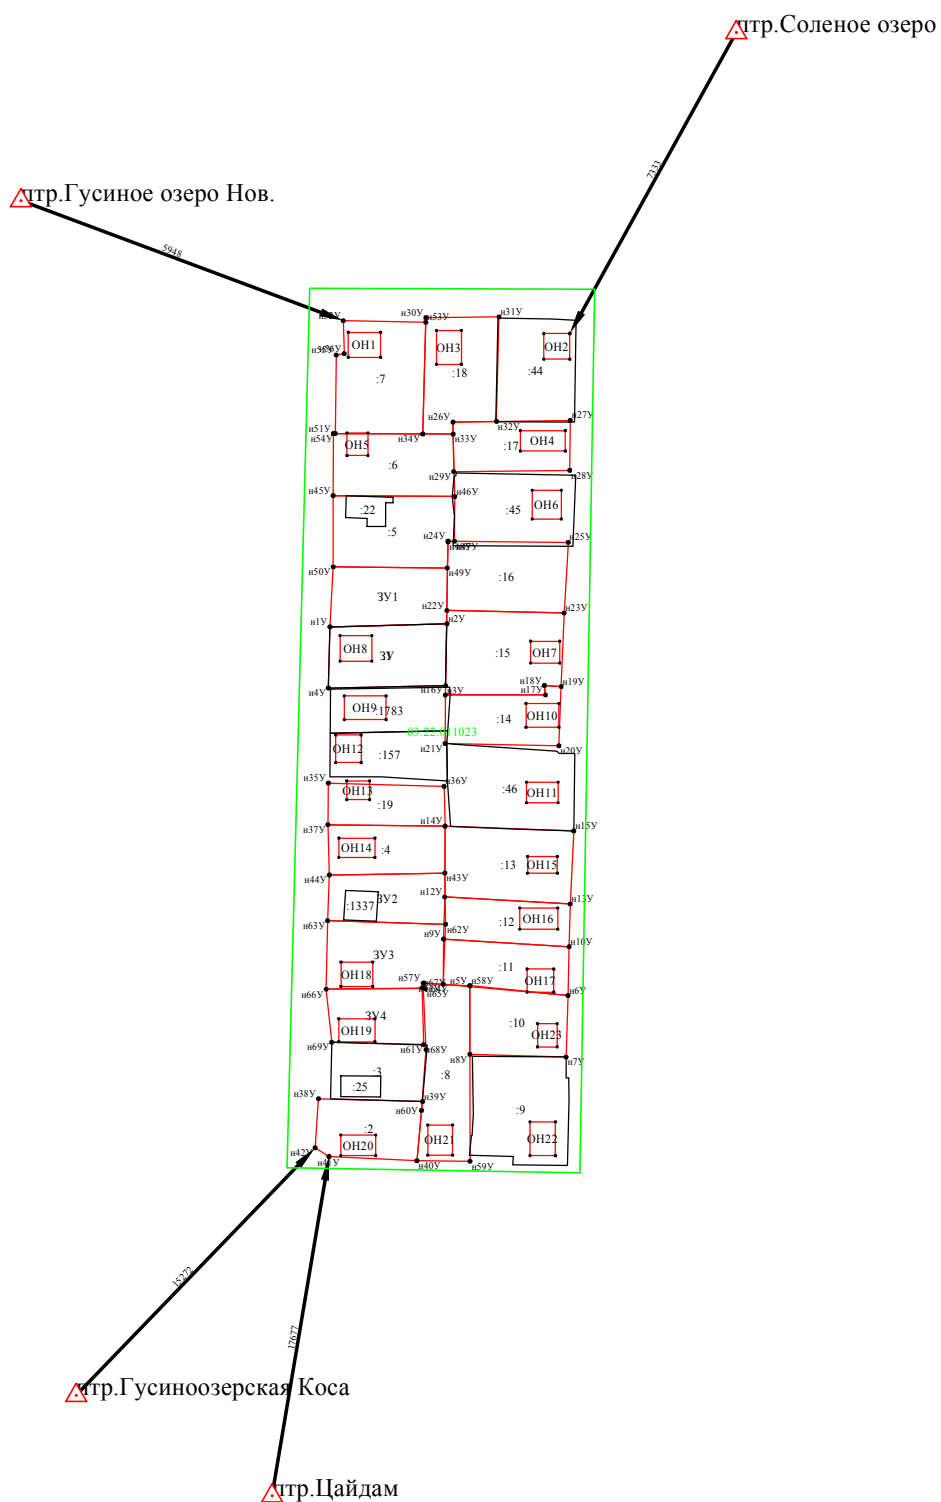 птр.Соленое озеро
7333
птр.Гусиное озеро Нов.
5948
н30У
н53У
н31У
ОН1
ОН3
ОН2
:7
:18
:44
н26У
н32У
н27У
н51У
н54У
н34У
н33У
ОН5
:17
ОН4
:6
н29У
н28У
н45У
н46У
:22
:45
ОН6
:5
н24У
н25У
н50У
н49У
:16
ЗУ1
н22У
н23У
н1У
н2У
ОН8
:15
ОН7
н4У
н16У
н3У
н18У
н17У
н19У
ОН9
:1783
:14
ОН10
03:22:011023
ОН12
:157
н21У
н20У
н35У
н36У
ОН13
:19
:46
ОН11
н37У
н14У
н15У
ОН14
:4
:13
ОН15
н44У
н43У
ЗУ2
н12У
н13У
:1337
:12
ОН16
н63У
н62У
н9У
н10У
ЗУ3
:11
ОН18
н57У
н5У
н58У
ОН17
н66У
н65У
н6У
ЗУ4
ОН19
:10
ОН23
н69У
н61У
н68У
н8У
н7У
:3
:8
:25
н38У
н39У
н60У
:9
:2
ОН20
ОН21
ОН22
н42У
н41У
н40У
н59У
15272
17677
птр.Гусиноозерская Коса
птр.Цайдам